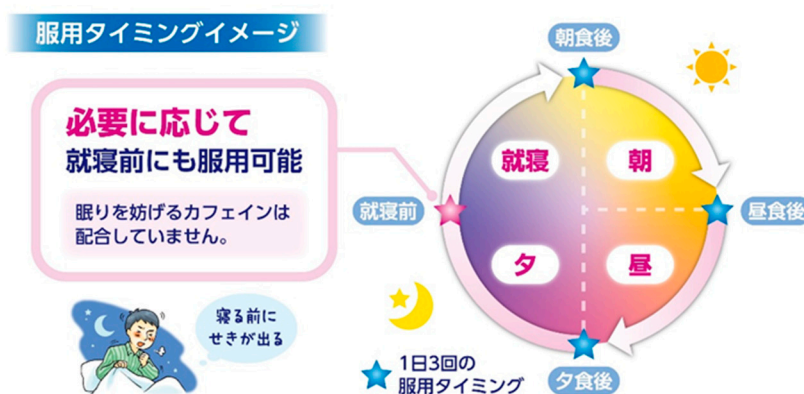 服用タイミングイメージ
必要に応じて
就寝前にも服用可能
眠りを妨げるカフェインは
配合していません。
寝る前に
せきが出る
朝食後
就寝
朝
就寝前
昼食後
夕
昼
1日3回の
服用タイミング
夕食後